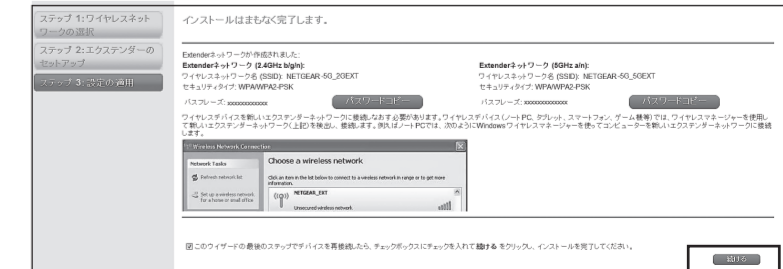 ステップ 1:ワイヤレスネット
ワークの選択
ステップ 2:エクステンダーの
セットアップ
ステップ 3:設定の適用
インストールはまもなく完了します。
Extenderネットワークが作成されました:
Extenderネットワーク (2.4GHz b/g/n):
ワイヤレスネットワーク名 (SSID): NETGEAR-5G_2GEXT
セキュリティタイプ: WPA/WPA2-PSK
パスフレーズ: xxxxxxxxxxxx
パスワードコピー
Extenderネットワーク (5GHz a/n):
ワイヤレスネットワーク名 (SSID): NETGEAR-5G_5GEXT
セキュリティタイプ: WPA/WPA2-PSK
パスフレーズ: xxxxxxxxxxxx
パスワードコピー
ワイヤレスデバイスを新しいエクステンダーネットワークに接続しなおす必要があります。ワイヤレスデバイス(ノートPC、タブレット、スマートフォン、ゲーム機等)では、ワイヤレスマネージャーを使用し
て新しいエクステンダーネットワーク(上記)を検出し、接続します。例えばノートPCでは、次のようにWindowsワイヤレスマネージャーを使ってコンピューターを新しいエクステンダーネットワークに接続
します。
Wireless Network Connection
Network Tasks
Refresh network list
Set up a wireless network
for a home or small office
Choose a wireless network
Click an item in the list below to connect to a wireless network in range or to get more
information.
NETGEAR_EXT
Unsecured wireless network
このウィザードの最後のステップでデバイスを再接続したら、チェックボックスにチェックを入れて続けるをクリックし、インストールを完了してください。
続ける